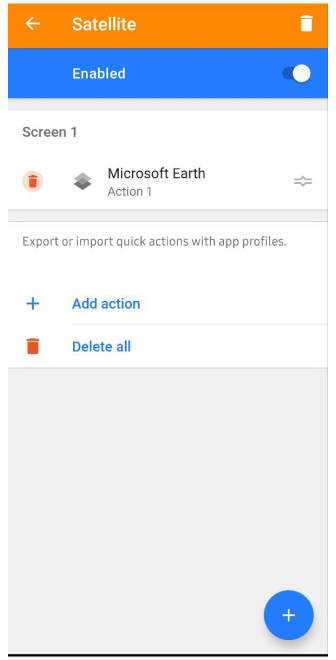 Satellite
Enabled
Screen 1
Microsoft Earth
Action 1
Export or import quick actions with app profiles.
Add action
Delete all